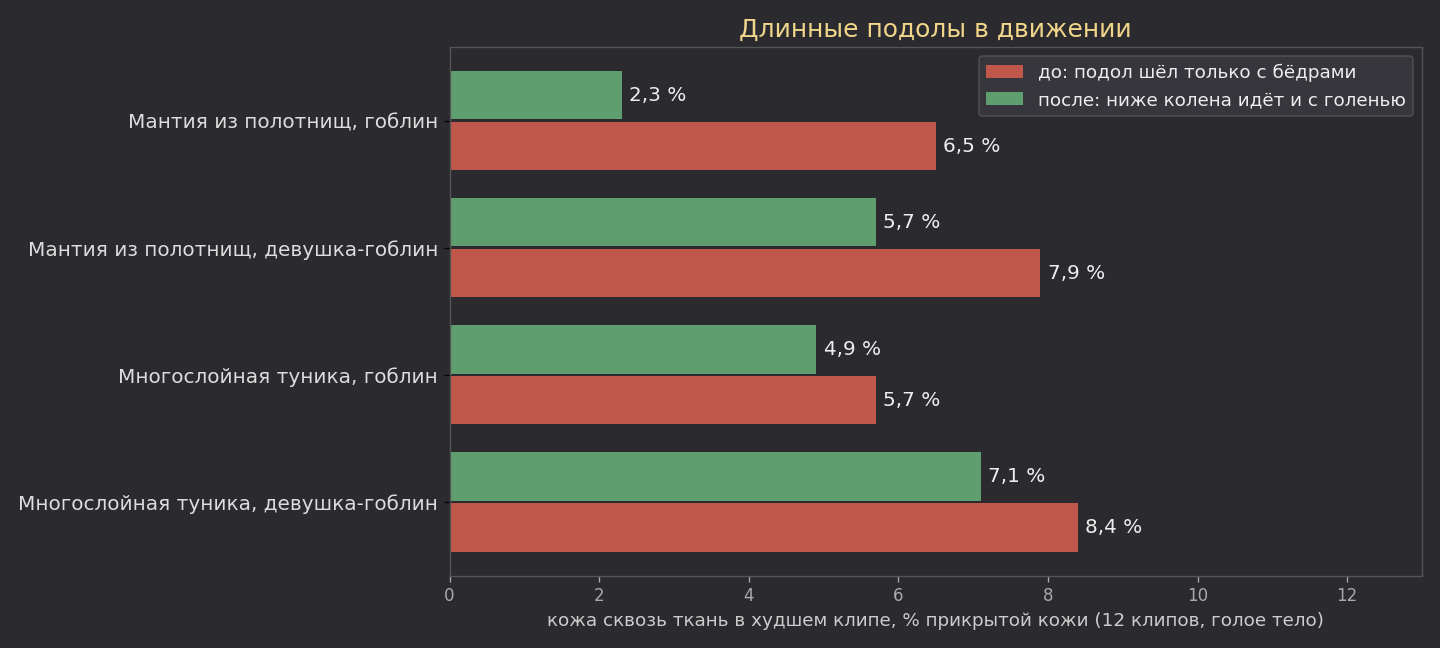 Длинные подолы в движении
до: подол шёл только с бёдрами
после: ниже колена идёт и с голенью
Мантия из полотнищ, гоблин
2,3 %
6,5 %
Мантия из полотнищ, девушка-гоблин
5,7 %
7,9 %
Многослойная туника, гоблин
4,9 %
5,7 %
Многослойная туника, девушка-гоблин
7,1 %
8,4 %
0 2 4 6 8 10 12
кожа сквозь ткань в худшем клипе, % прикрытой кожи (12 клипов, голое тело)